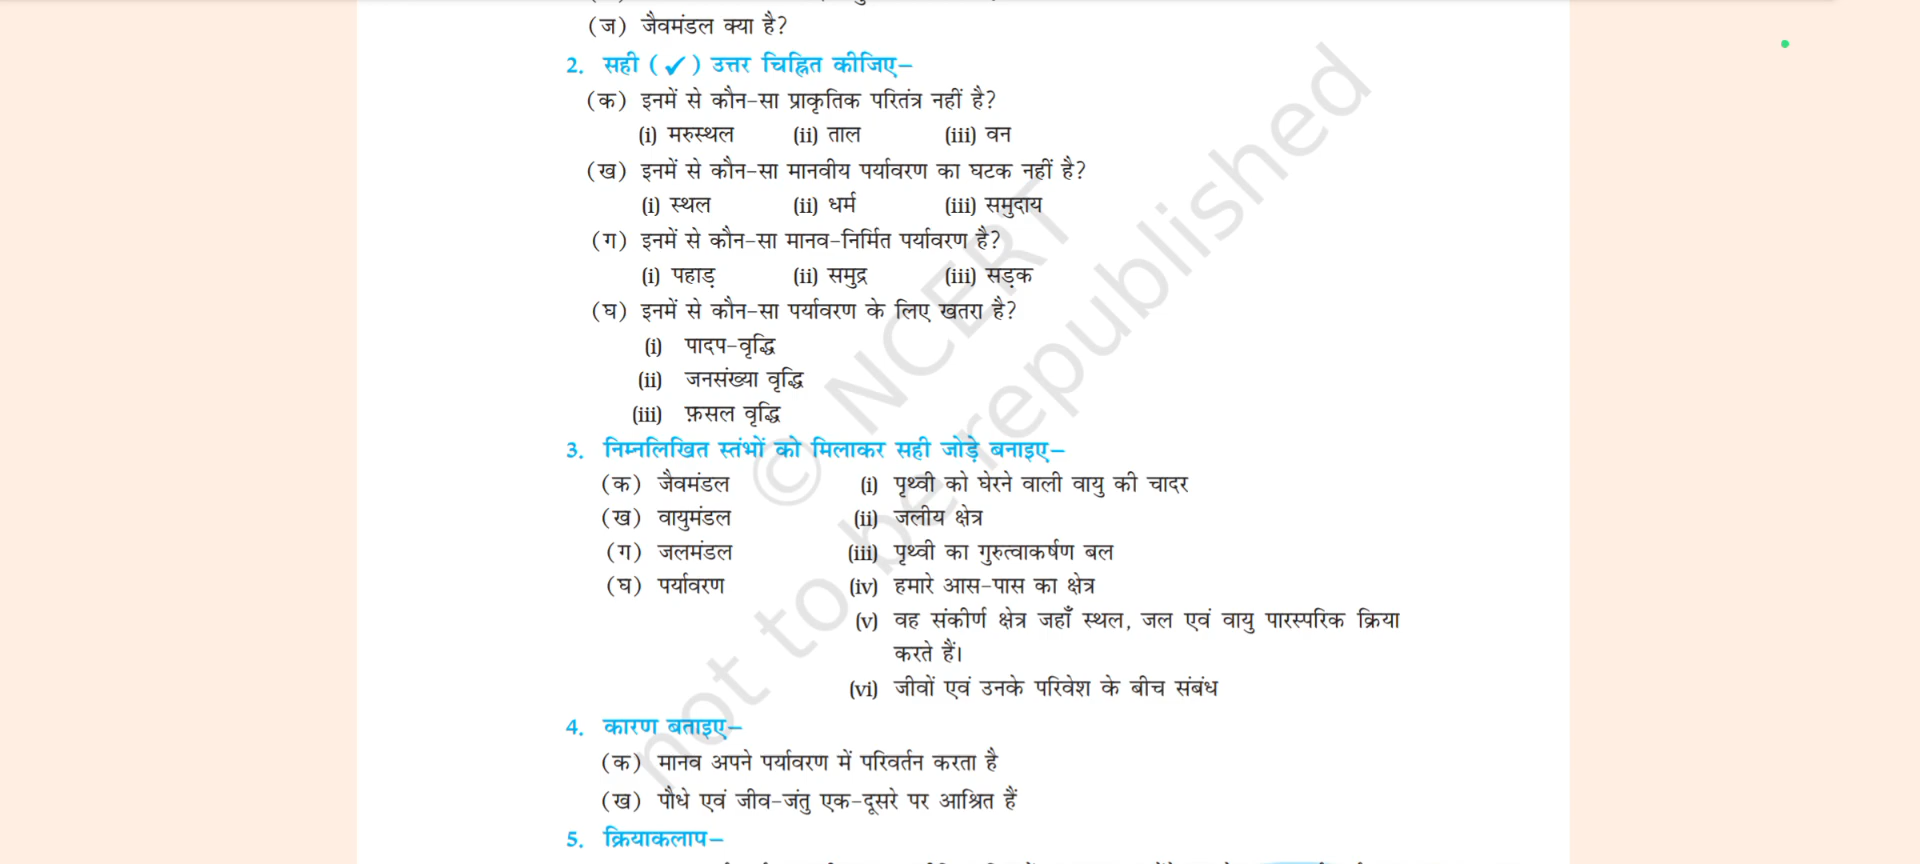 (ज) जैवमंडल क्या है?
2. सही (✓) उत्तर चिह्नित कीजिए–
(क) इनमें से कौन-सा प्राकृतिक परितंत्र नहीं है?
(i) मरुस्थल (ii) ताल (iii) वन
(ख) इनमें से कौन-सा मानवीय पर्यावरण का घटक नहीं है?
(i) स्थल (ii) धर्म (iii) समुदाय
(ग) इनमें से कौन-सा मानव-निर्मित पर्यावरण है?
(i) पहाड़ (ii) समुद्र (iii) सड़क
(घ) इनमें से कौन-सा पर्यावरण के लिए खतरा है?
(i) पादप-वृद्धि
(ii) जनसंख्या वृद्धि
(iii) फ़सल वृद्धि
3. निम्नलिखित स्तंभों को मिलाकर सही जोड़े बनाइए–
(क) जैवमंडल (i) पृथ्वी को घेरने वाली वायु की चादर
(ख) वायुमंडल (ii) जलीय क्षेत्र
(ग) जलमंडल (iii) पृथ्वी का गुरुत्वाकर्षण बल
(घ) पर्यावरण (iv) हमारे आस-पास का क्षेत्र
(v) वह संकीर्ण क्षेत्र जहाँ स्थल, जल एवं वायु पारस्परिक क्रिया
करते हैं।
(vi) जीवों एवं उनके परिवेश के बीच संबंध
4. कारण बताइए–
(क) मानव अपने पर्यावरण में परिवर्तन करता है
(ख) पौधे एवं जीव-जंतु एक-दूसरे पर आश्रित हैं
5. क्रियाकलाप–
© NCERT
not to be republished